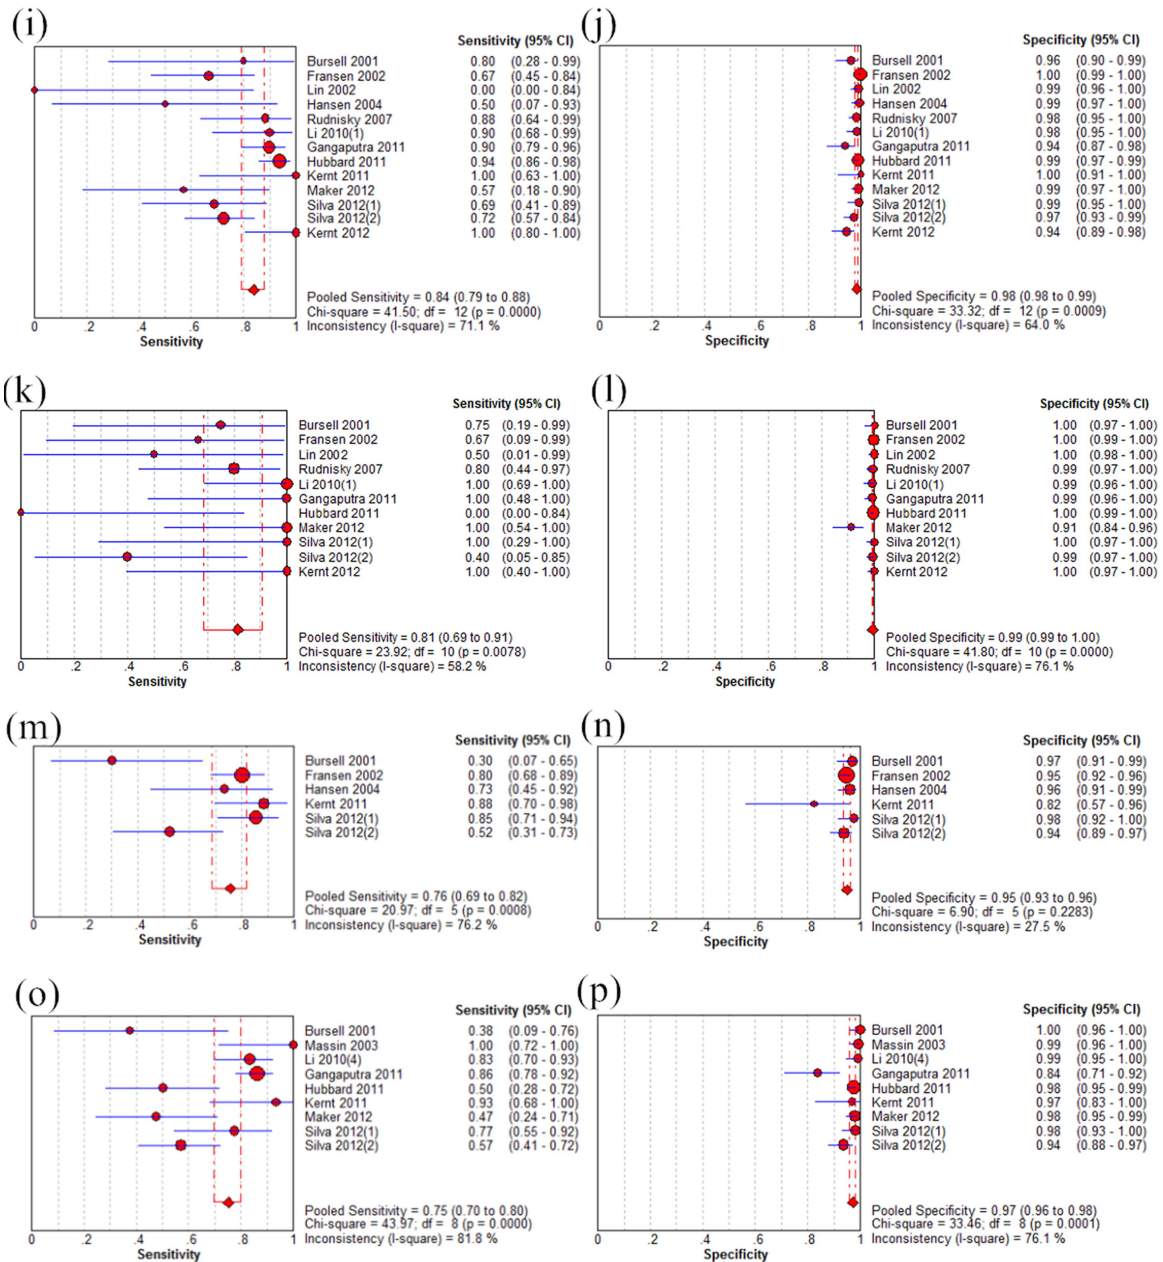 (i)
Sensitivity (95% CI)
Bursell 2001 0.80 (0.28 - 0.99)
Fransen 2002 0.67 (0.45 - 0.84)
Lin 2002 0.00 (0.00 - 0.84)
Hansen 2004 0.50 (0.07 - 0.93)
Rudnisky 2007 0.88 (0.64 - 0.99)
Li 2010(1) 0.90 (0.68 - 0.99)
Gangaputra 2011 0.90 (0.79 - 0.96)
Hubbard 2011 0.94 (0.86 - 0.98)
Kernt 2011 1.00 (0.63 - 1.00)
Maker 2012 0.57 (0.18 - 0.90)
Silva 2012(1) 0.69 (0.41 - 0.89)
Silva 2012(2) 0.72 (0.57 - 0.84)
Kernt 2012 1.00 (0.80 - 1.00)
Pooled Sensitivity = 0.84 (0.79 to 0.88)
Chi-square = 41.50; df = 12 (p = 0.0000)
Inconsistency (I-square) = 71.1 %
0 .2 .4 .6 .8 1
Sensitivity
(j)
Specificity (95% CI)
Bursell 2001 0.96 (0.90 - 0.99)
Fransen 2002 1.00 (0.99 - 1.00)
Lin 2002 0.99 (0.96 - 1.00)
Hansen 2004 0.99 (0.97 - 1.00)
Rudnisky 2007 0.98 (0.95 - 1.00)
Li 2010(1) 0.98 (0.95 - 1.00)
Gangaputra 2011 0.94 (0.87 - 0.98)
Hubbard 2011 0.99 (0.97 - 0.99)
Kernt 2011 1.00 (0.91 - 1.00)
Maker 2012 0.99 (0.97 - 1.00)
Silva 2012(1) 0.99 (0.95 - 1.00)
Silva 2012(2) 0.97 (0.93 - 0.99)
Kernt 2012 0.94 (0.89 - 0.98)
Pooled Specificity = 0.98 (0.98 to 0.99)
Chi-square = 33.32; df = 12 (p = 0.0009)
Inconsistency (I-square) = 64.0 %
0 .2 .4 .6 .8 1
Specificity
(k)
Sensitivity (95% CI)
Bursell 2001 0.75 (0.19 - 0.99)
Fransen 2002 0.67 (0.09 - 0.99)
Lin 2002 0.50 (0.01 - 0.99)
Rudnisky 2007 0.80 (0.44 - 0.97)
Li 2010(1) 1.00 (0.69 - 1.00)
Gangaputra 2011 1.00 (0.48 - 1.00)
Hubbard 2011 0.00 (0.00 - 0.84)
Maker 2012 1.00 (0.54 - 1.00)
Silva 2012(1) 1.00 (0.29 - 1.00)
Silva 2012(2) 0.40 (0.05 - 0.85)
Kernt 2012 1.00 (0.40 - 1.00)
Pooled Sensitivity = 0.81 (0.69 to 0.91)
Chi-square = 23.92; df = 10 (p = 0.0078)
Inconsistency (I-square) = 58.2 %
0 .2 .4 .6 .8 1
Sensitivity
(l)
Specificity (95% CI)
Bursell 2001 1.00 (0.97 - 1.00)
Fransen 2002 1.00 (0.99 - 1.00)
Lin 2002 1.00 (0.98 - 1.00)
Rudnisky 2007 0.99 (0.97 - 1.00)
Li 2010(1) 0.99 (0.96 - 1.00)
Gangaputra 2011 0.99 (0.96 - 1.00)
Hubbard 2011 1.00 (0.99 - 1.00)
Maker 2012 0.91 (0.84 - 0.96)
Silva 2012(1) 1.00 (0.97 - 1.00)
Silva 2012(2) 0.99 (0.97 - 1.00)
Kernt 2012 1.00 (0.97 - 1.00)
Pooled Specificity = 0.99 (0.99 to 1.00)
Chi-square = 41.80; df = 10 (p = 0.0000)
Inconsistency (I-square) = 76.1 %
0 .2 .4 .6 .8 1
Specificity
(m)
Sensitivity (95% CI)
Bursell 2001 0.30 (0.07 - 0.65)
Fransen 2002 0.80 (0.68 - 0.89)
Hansen 2004 0.73 (0.45 - 0.92)
Kernt 2011 0.88 (0.70 - 0.98)
Silva 2012(1) 0.85 (0.71 - 0.94)
Silva 2012(2) 0.52 (0.31 - 0.73)
Pooled Sensitivity = 0.76 (0.69 to 0.82)
Chi-square = 20.97; df = 5 (p = 0.0008)
Inconsistency (I-square) = 76.2 %
0 .2 .4 .6 .8 1
Sensitivity
(n)
Specificity (95% CI)
Bursell 2001 0.97 (0.91 - 0.99)
Fransen 2002 0.95 (0.92 - 0.96)
Hansen 2004 0.96 (0.91 - 0.99)
Kernt 2011 0.82 (0.57 - 0.96)
Silva 2012(1) 0.98 (0.92 - 1.00)
Silva 2012(2) 0.94 (0.89 - 0.97)
Pooled Specificity = 0.95 (0.93 to 0.96)
Chi-square = 6.90; df = 5 (p = 0.2283)
Inconsistency (I-square) = 27.5 %
0 .2 .4 .6 .8 1
Specificity
(o)
Sensitivity (95% CI)
Bursell 2001 0.38 (0.09 - 0.76)
Massin 2003 1.00 (0.72 - 1.00)
Li 2010(4) 0.83 (0.70 - 0.93)
Gangaputra 2011 0.86 (0.78 - 0.92)
Hubbard 2011 0.50 (0.28 - 0.72)
Kernt 2011 0.93 (0.68 - 1.00)
Maker 2012 0.47 (0.24 - 0.71)
Silva 2012(1) 0.77 (0.55 - 0.92)
Silva 2012(2) 0.57 (0.41 - 0.72)
Pooled Sensitivity = 0.75 (0.70 to 0.80)
Chi-square = 43.97; df = 8 (p = 0.0000)
Inconsistency (I-square) = 81.8 %
0 .2 .4 .6 .8 1
Sensitivity
(p)
Specificity (95% CI)
Bursell 2001 1.00 (0.96 - 1.00)
Massin 2003 0.99 (0.96 - 1.00)
Li 2010(4) 0.99 (0.95 - 1.00)
Gangaputra 2011 0.84 (0.71 - 0.92)
Hubbard 2011 0.98 (0.95 - 0.99)
Kernt 2011 0.97 (0.83 - 1.00)
Maker 2012 0.98 (0.95 - 0.99)
Silva 2012(1) 0.98 (0.93 - 1.00)
Silva 2012(2) 0.94 (0.88 - 0.97)
Pooled Specificity = 0.97 (0.96 to 0.98)
Chi-square = 33.46; df = 8 (p = 0.0001)
Inconsistency (I-square) = 76.1 %
0 .2 .4 .6 .8 1
Specificity